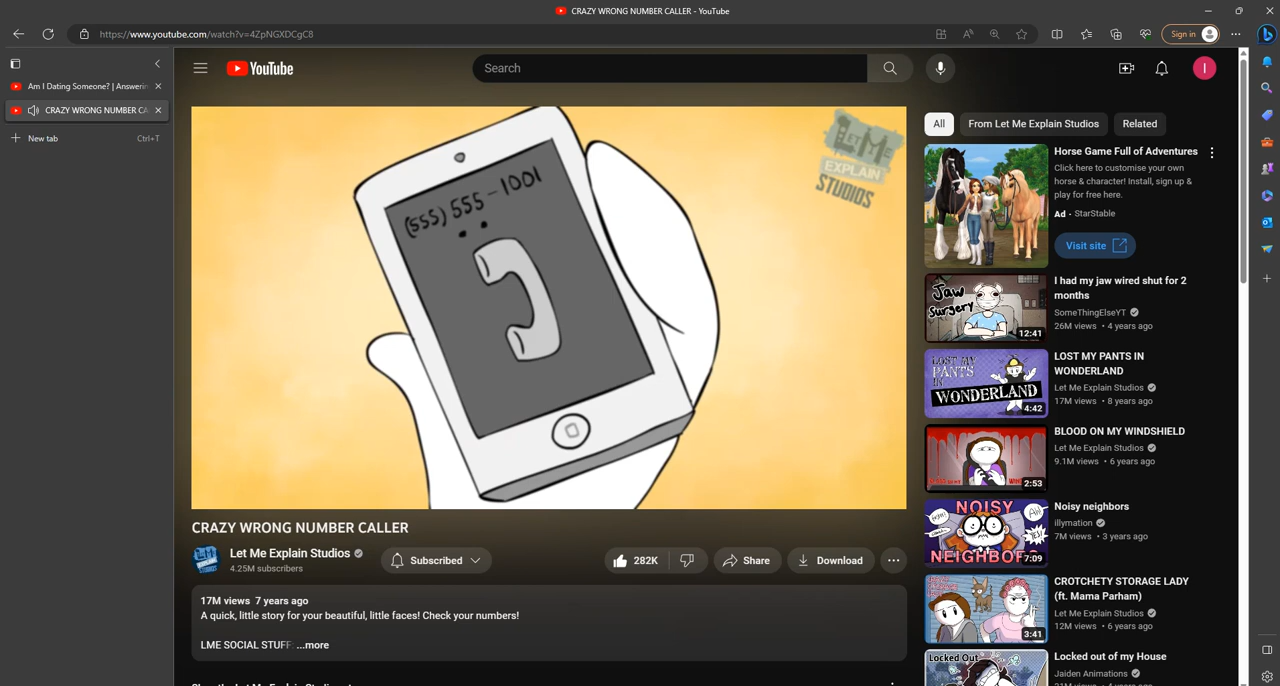 CRAZY WRONG NUMBER CALLER - YouTube
https://www.youtube.com/watch?v=4ZpNGXDCgC8
Sign in
Am I Dating Someone? | Answerin
CRAZY WRONG NUMBER CA
New tab
Ctrl+T
YouTube
Search
I
(555) 555-1001
LET ME
EXPLAIN
STUDIOS
CRAZY WRONG NUMBER CALLER
Let Me Explain Studios
4.25M subscribers
Subscribed
282K
Share
Download
17M views 7 years ago
A quick, little story for your beautiful, little faces! Check your numbers!
LME SOCIAL STUFF: ...more
All
From Let Me Explain Studios
Related
Horse Game Full of Adventures
Click here to customise your own
horse & character! Install, sign up &
play for free here.
Ad · StarStable
Visit site
Jaw
Surgery
12:41
I had my jaw wired shut for 2
months
SomeThingElseYT
26M views • 4 years ago
LOST MY
PANTS
IN
WONDERLAND
4:42
LOST MY PANTS IN
WONDERLAND
Let Me Explain Studios
17M views • 8 years ago
2:53
BLOOD ON MY WINDSHIELD
Let Me Explain Studios
9.1M views • 6 years ago
NOISY
NEIGHBORS
7:09
Noisy neighbors
illymation
7M views • 3 years ago
3:41
CROTCHETY STORAGE LADY
(ft. Mama Parham)
Let Me Explain Studios
12M views • 6 years ago
Locked Out
Locked out of my House
Jaiden Animations